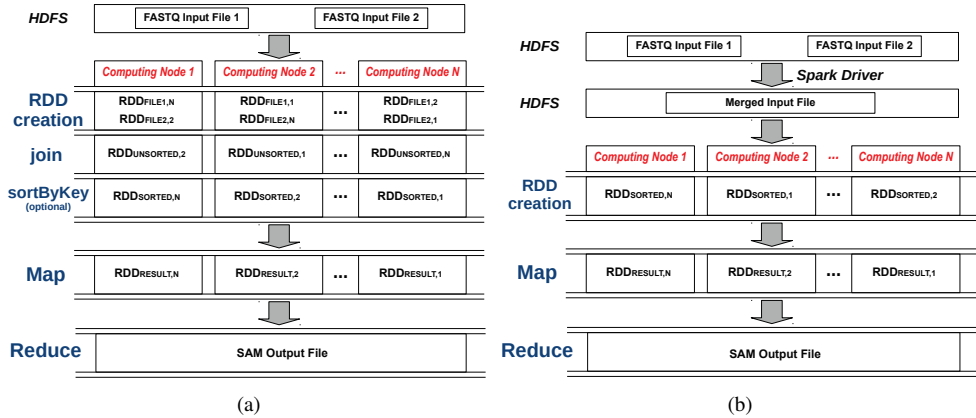 HDFS
FASTQ Input File 1 FASTQ Input File 2
Computing Node 1 Computing Node 2 ... Computing Node N
RDD creation
RDDFILE1,N RDDFILE1,1 RDDFILE1,2
RDDFILE2,2 RDDFILE2,N ... RDDFILE2,1
join RDDUNSORTED,2 RDDUNSORTED,1 ... RDDUNSORTED,N
sortByKey RDDSORTED,N RDDSORTED,2 ... RDDSORTED,1
(optional)
Map RDDRESULT,N RDDRESULT,2 ... RDDRESULT,1
Reduce SAM Output File
(a)
HDFS FASTQ Input File 1 FASTQ Input File 2
Spark Driver
HDFS Merged Input File
Computing Node 1 Computing Node 2 ... Computing Node N
RDD creation
RDDSORTED,N RDDSORTED,1 ... RDDSORTED,2
Map RDDRESULT,N RDDRESULT,2 ... RDDRESULT,1
Reduce SAM Output File
(b)